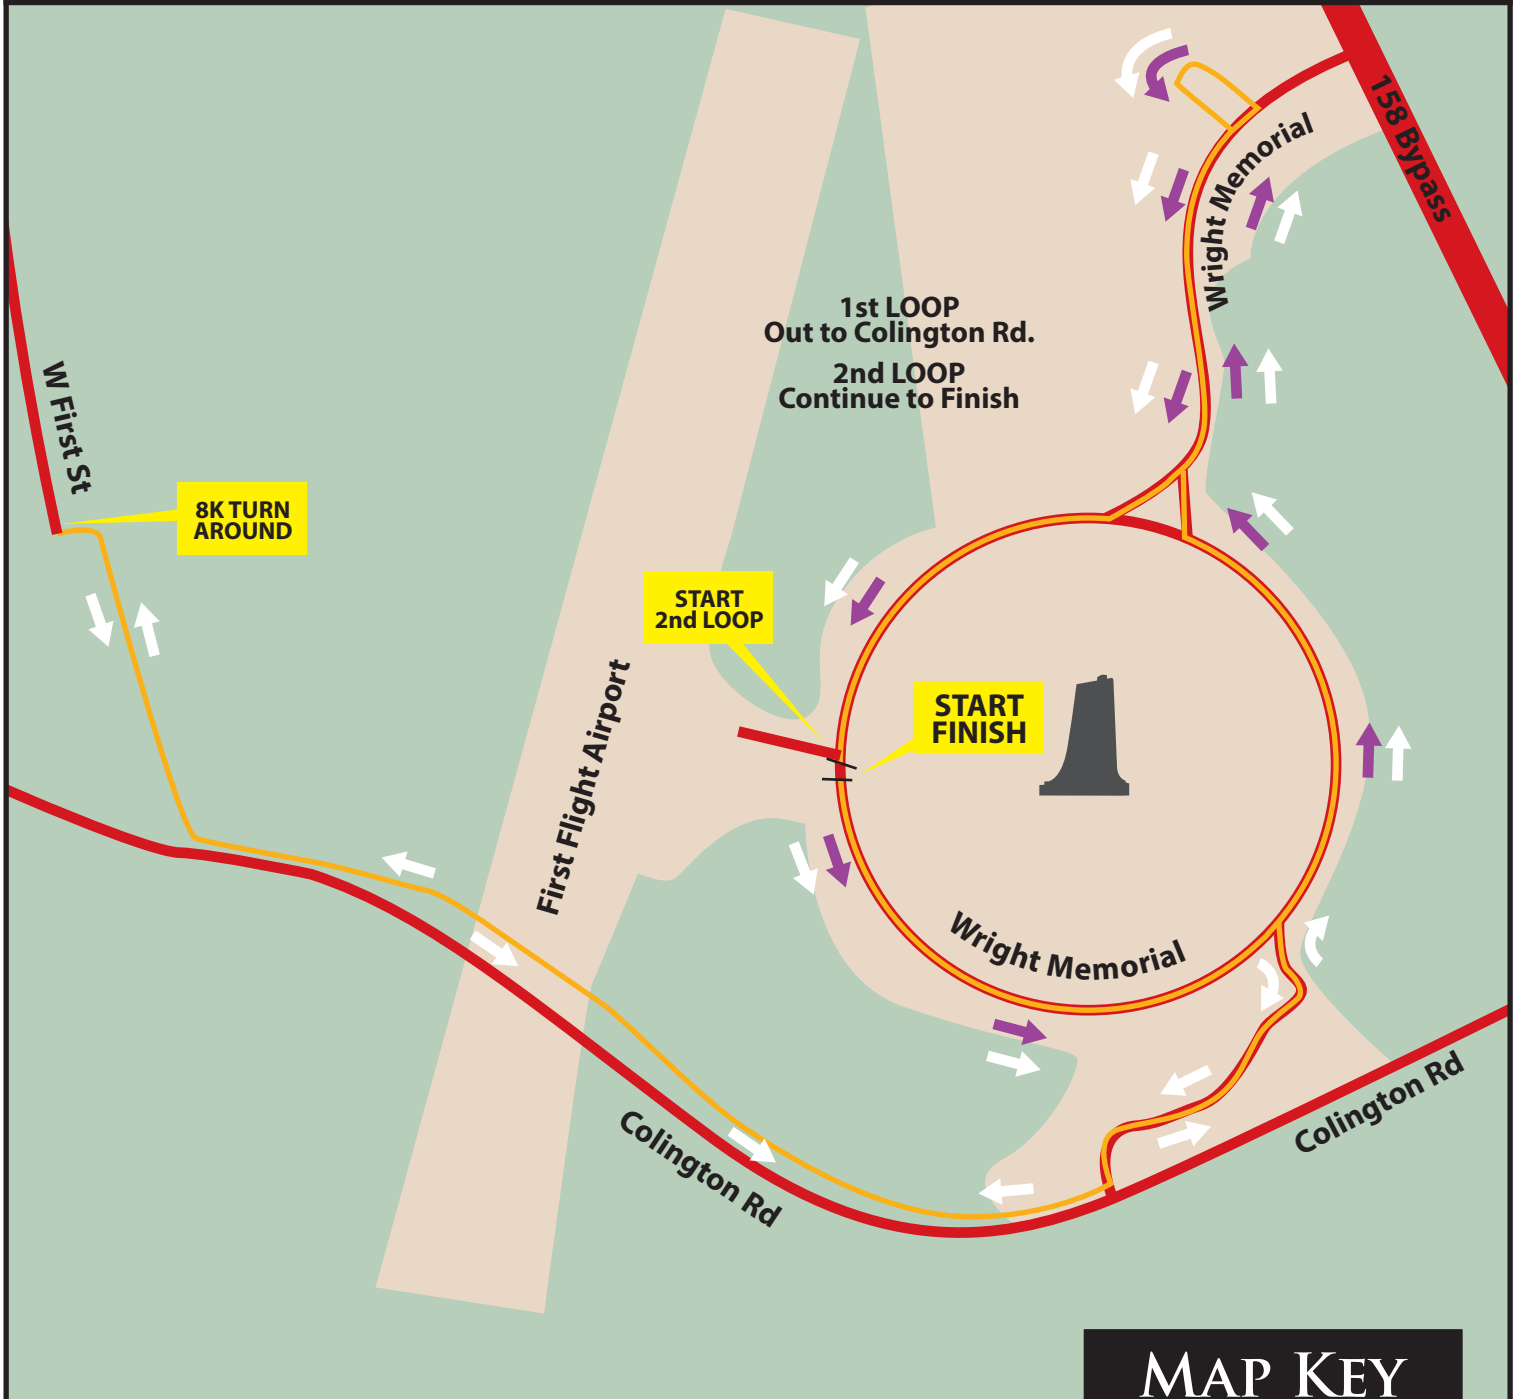 158 Bypass
Wright Memorial
1st LOOP
Out to Colington Rd.
2nd LOOP
Continue to Finish
W First St
8K TURN
AROUND
START
2nd LOOP
START
FINISH
First Flight Airport
Wright Memorial
Colington Rd
Colington Rd
MAP KEY